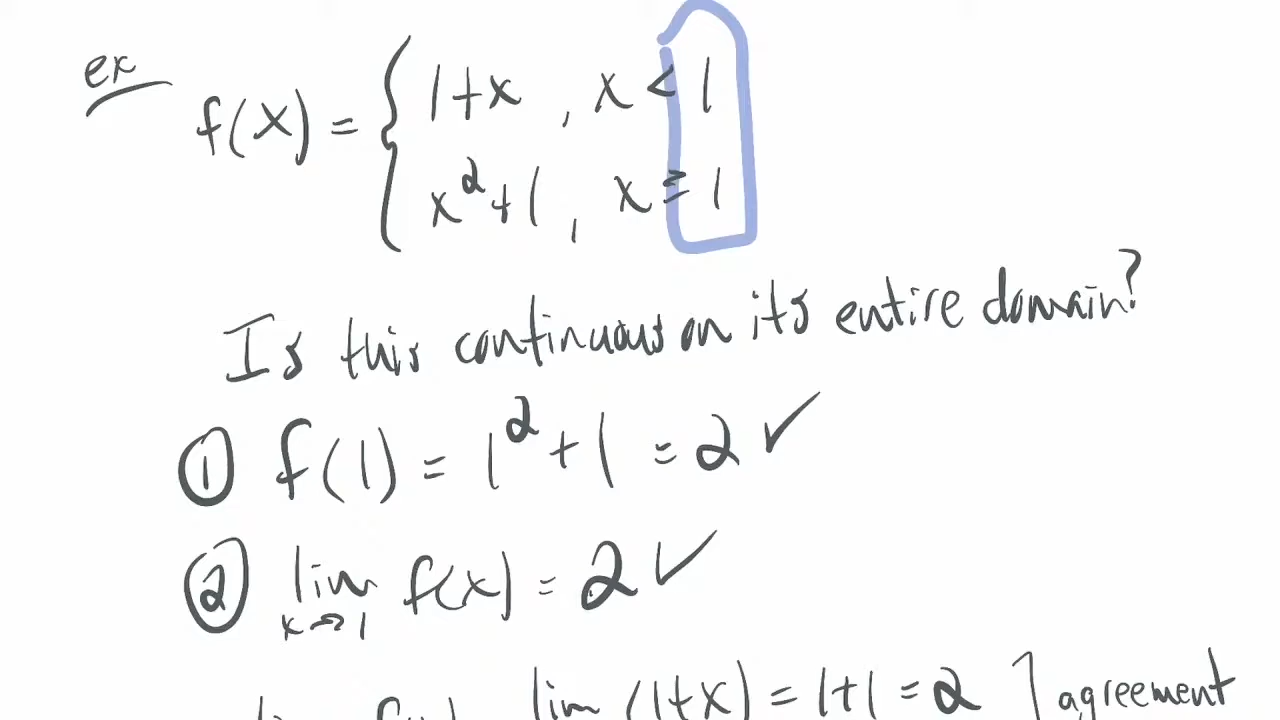 ex
f(x) = { 1+x , x < 1
x²+1 , x ≥ 1
Is this continuous on its entire domain?
① f(1) = 1² + 1 = 2 ✓
② lim f(x) = 2 ✓
x→1
lim f(x) lim (1+x) = 1+1 = 2 ] agreement